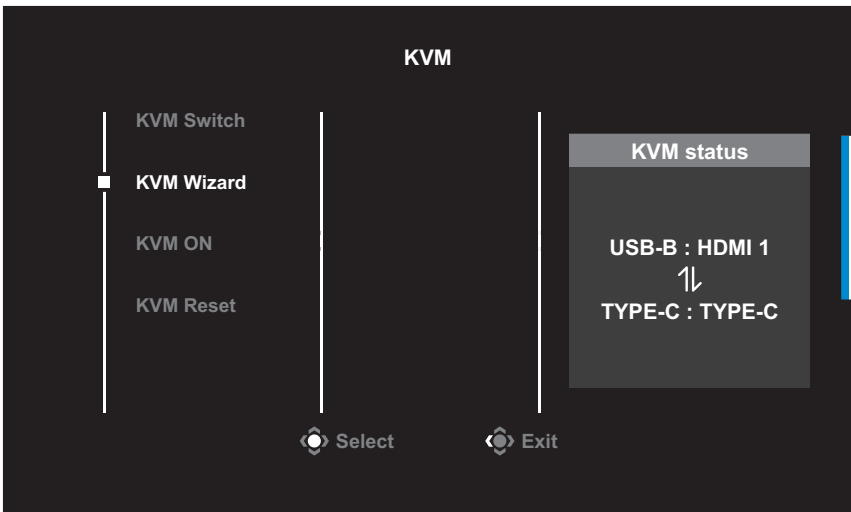 KVM
KVM Switch
KVM Wizard
KVM ON
KVM Reset
KVM status
USB-B : HDMI 1
TYPE-C : TYPE-C
Select
Exit